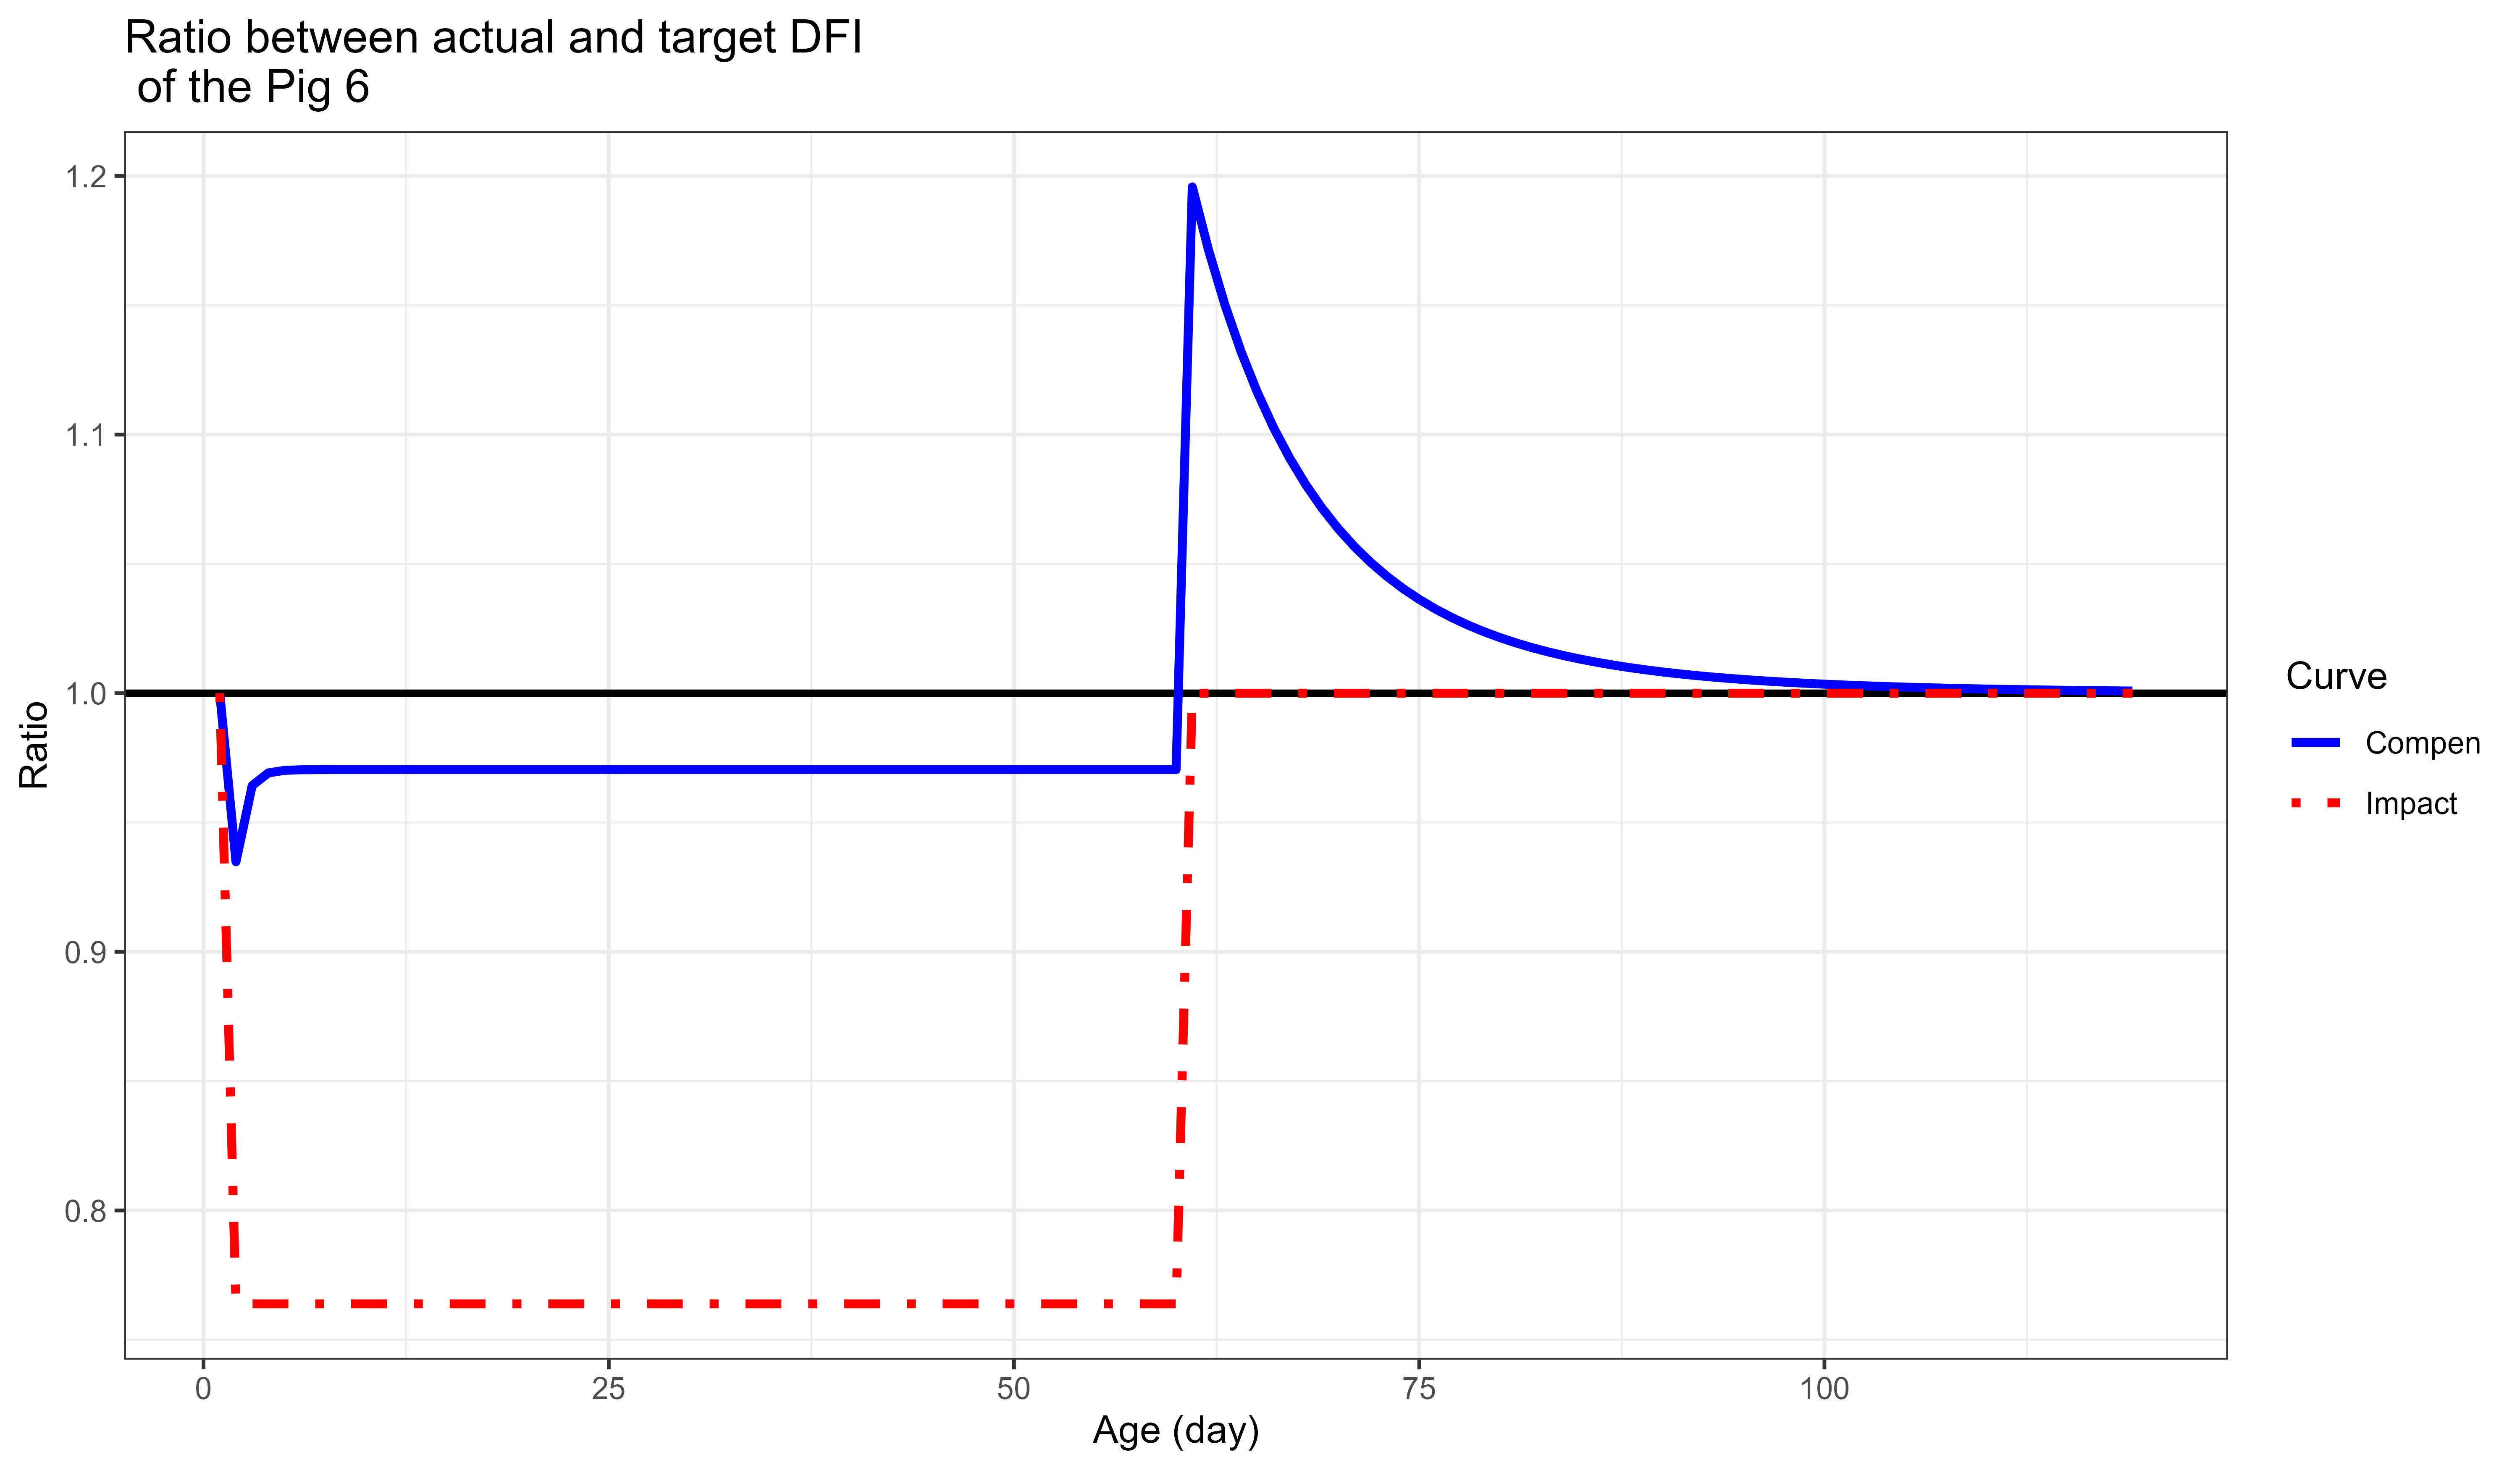 Ratio between actual and target DFI
of the Pig 6
Ratio
1.2
1.1
1.0
0.9
0.8
0
25
50
75
100
Age (day)
Curve
Compen
Impact